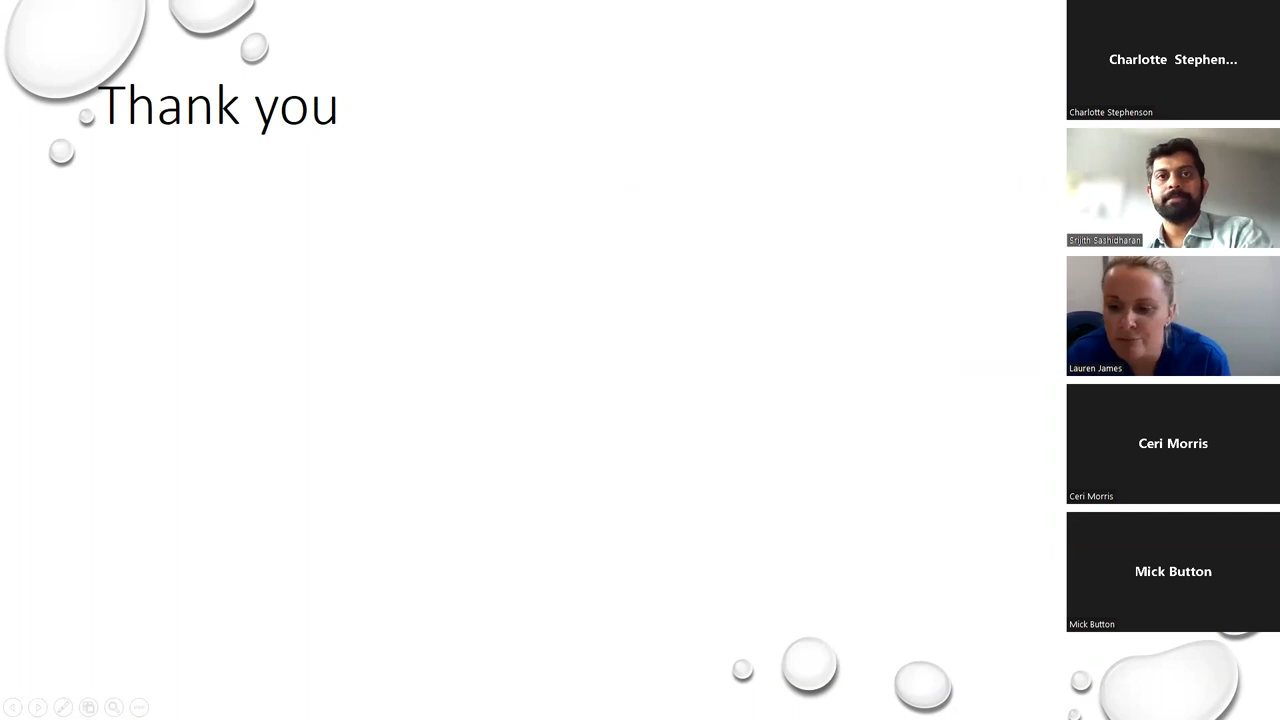 Thank you
Charlotte Stephen...
Charlotte Stephenson
Srijith Sashidharan
Lauren James
Ceri Morris
Ceri Morris
Mick Button
Mick Button